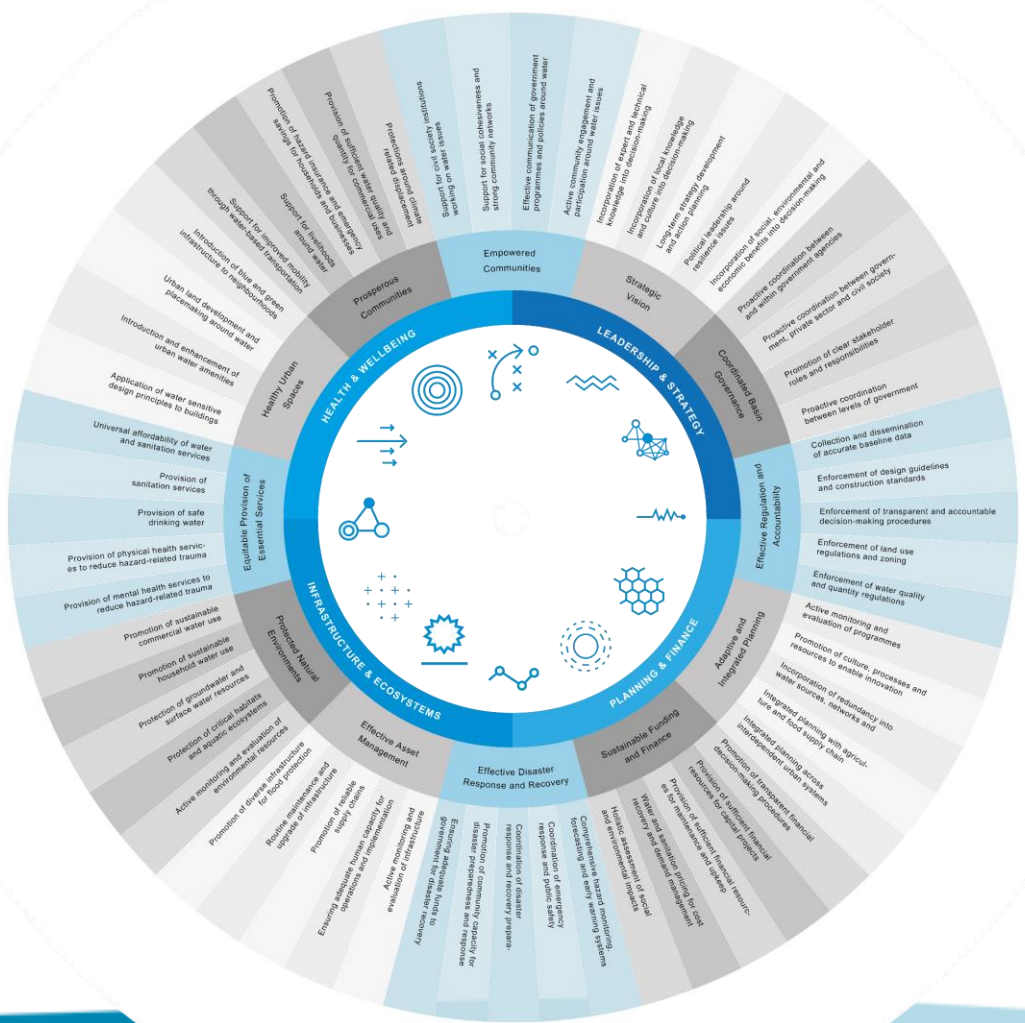 LEADERSHIP & STRATEGY
PLANNING & FINANCE
INFRASTRUCTURE & ECOSYSTEMS
HEALTH & WELLBEING
Empowered
Communities
Strategic
Vision
Coordinated Basin
Governance
Effective Regulation and
Accountability
Adaptive and
Integrated Planning
Sustainable Funding
and Finance
Effective Disaster
Response and Recovery
Effective Asset
Management
Protected Natural
Environments
Equitable Provision of
Essential Services
Healthy Urban
Spaces
Prosperous
Communities
Support for civil society institutions
working on water issues
Support for social cohesiveness and
strong community networks
Effective communication of government
programmes and policies around water
Active community engagement and
participation around water issues
Incorporation of expert and technical
knowledge into decision-making
Incorporation of local knowledge
and culture into decision-making
Long-term strategy development
and action planning
Political leadership around
resilience issues
Incorporation of social, environmental and
economic benefits into decision-making
Proactive coordination between
and within government agencies
Proactive coordination between govern-
ment, private sector and civil society
Promotion of clear stakeholder
roles and responsibilities
Proactive coordination
between levels of government
Collection and dissemination
of accurate baseline data
Enforcement of design guidelines
and construction standards
Enforcement of transparent and accountable
decision-making procedures
Enforcement of land use
regulations and zoning
Enforcement of water quality
and quantity regulations
Active monitoring and
evaluation of programmes
Promotion of culture, processes and
resources to enable innovation
Incorporation of redundancy into
water sources, networks and
Integrated planning with agricul-
ture and food supply chain
Integrated planning across
interdependent urban systems
Promotion of transparent financial
decision-making procedures
Provision of sufficient financial
resources for capital projects
Provision of sufficient financial resourc-
es for maintenance and upkeep
Water and sanitation pricing for cost
recovery and demand management
Holistic assessment of social
and environmental impacts
Comprehensive hazard monitoring,
forecasting and early warning systems
Coordination of emergency
response and public safety
Coordination of disaster
response and recovery prepara-
promotion of community capacity for
disaster preparedness and response
Ensuring adequate funds to
government for disaster recovery
Active monitoring and
evaluation of infrastructure
Ensuring adequate human capacity for
operations and implementation
Promotion of reliable
supply chains
Routine maintenance and
upgrade of infrastructure
Promotion of diverse infrastructure
for flood protection
Active monitoring and evaluation of
environmental resources
Protection of critical habitats
and aquatic ecosystems
Protection of groundwater and
surface water resources
Promotion of sustainable
household water use
Promotion of sustainable
commercial water use
Provision of mental health services to
reduce hazard-related trauma
Provision of physical health servic-
es to reduce hazard-related trauma
Provision of safe
drinking water
Provision of
sanitation services
Universal affordability of water
and sanitation services
Application of water sensitive
design principles to buildings
Introduction and enhancement of
urban water amenities
Urban land development and
placemaking around water
Introduction of blue and green
infrastructure to neighbourhoods
Support for improved mobility
through water-based transportation
Support for livelihoods
around water
Promotion of hazard insurance and emergency
savings for households and businesses
Provision of sufficient water quality and
quantity for commercial uses
Protections around climate
related displacement